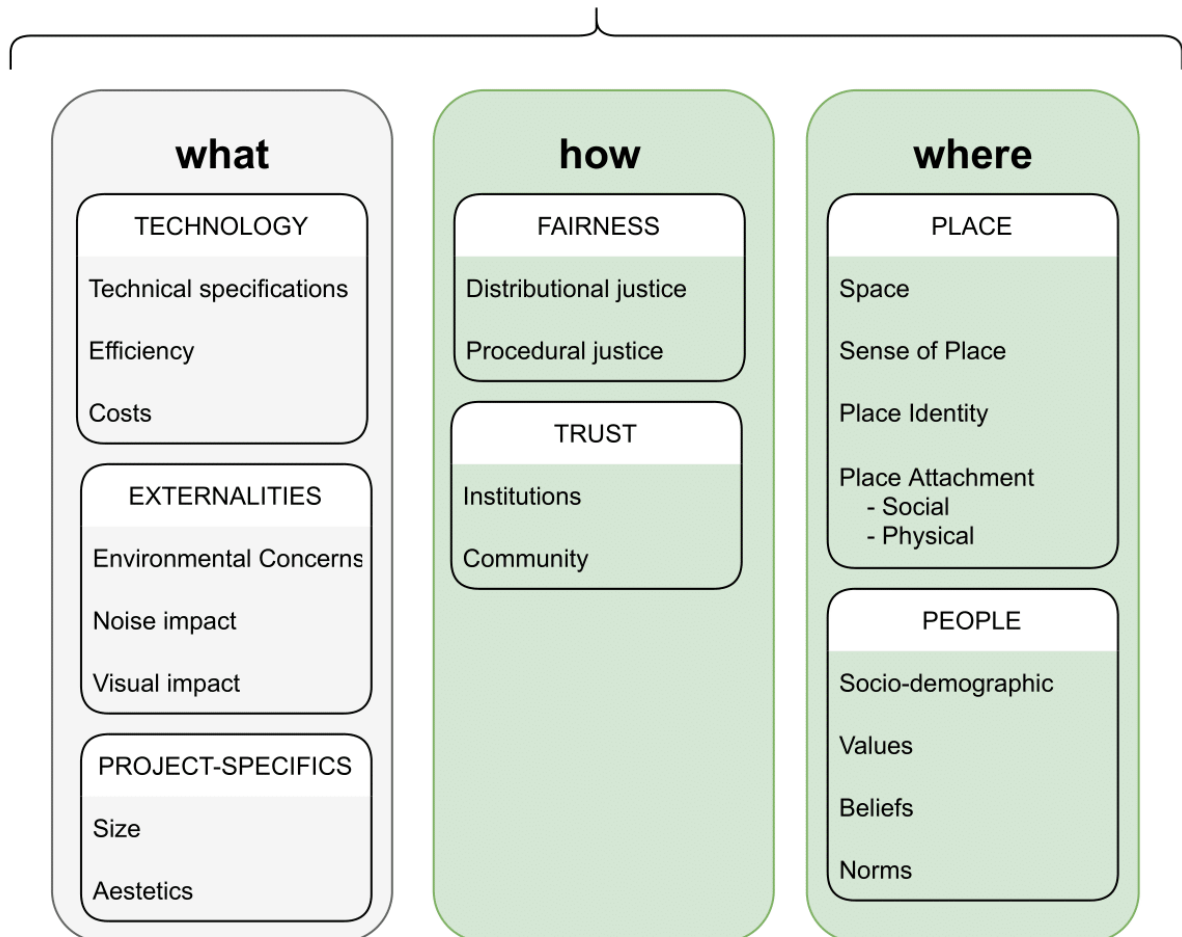 what
TECHNOLOGY
Technical specifications
Efficiency
Costs
EXTERNALITIES
Environmental Concerns
Noise impact
Visual impact
PROJECT-SPECIFICS
Size
Aestetics
how
FAIRNESS
Distributional justice
Procedural justice
TRUST
Institutions
Community
where
PLACE
Space
Sense of Place
Place Identity
Place Attachment
- Social
- Physical
PEOPLE
Socio-demographic
Values
Beliefs
Norms